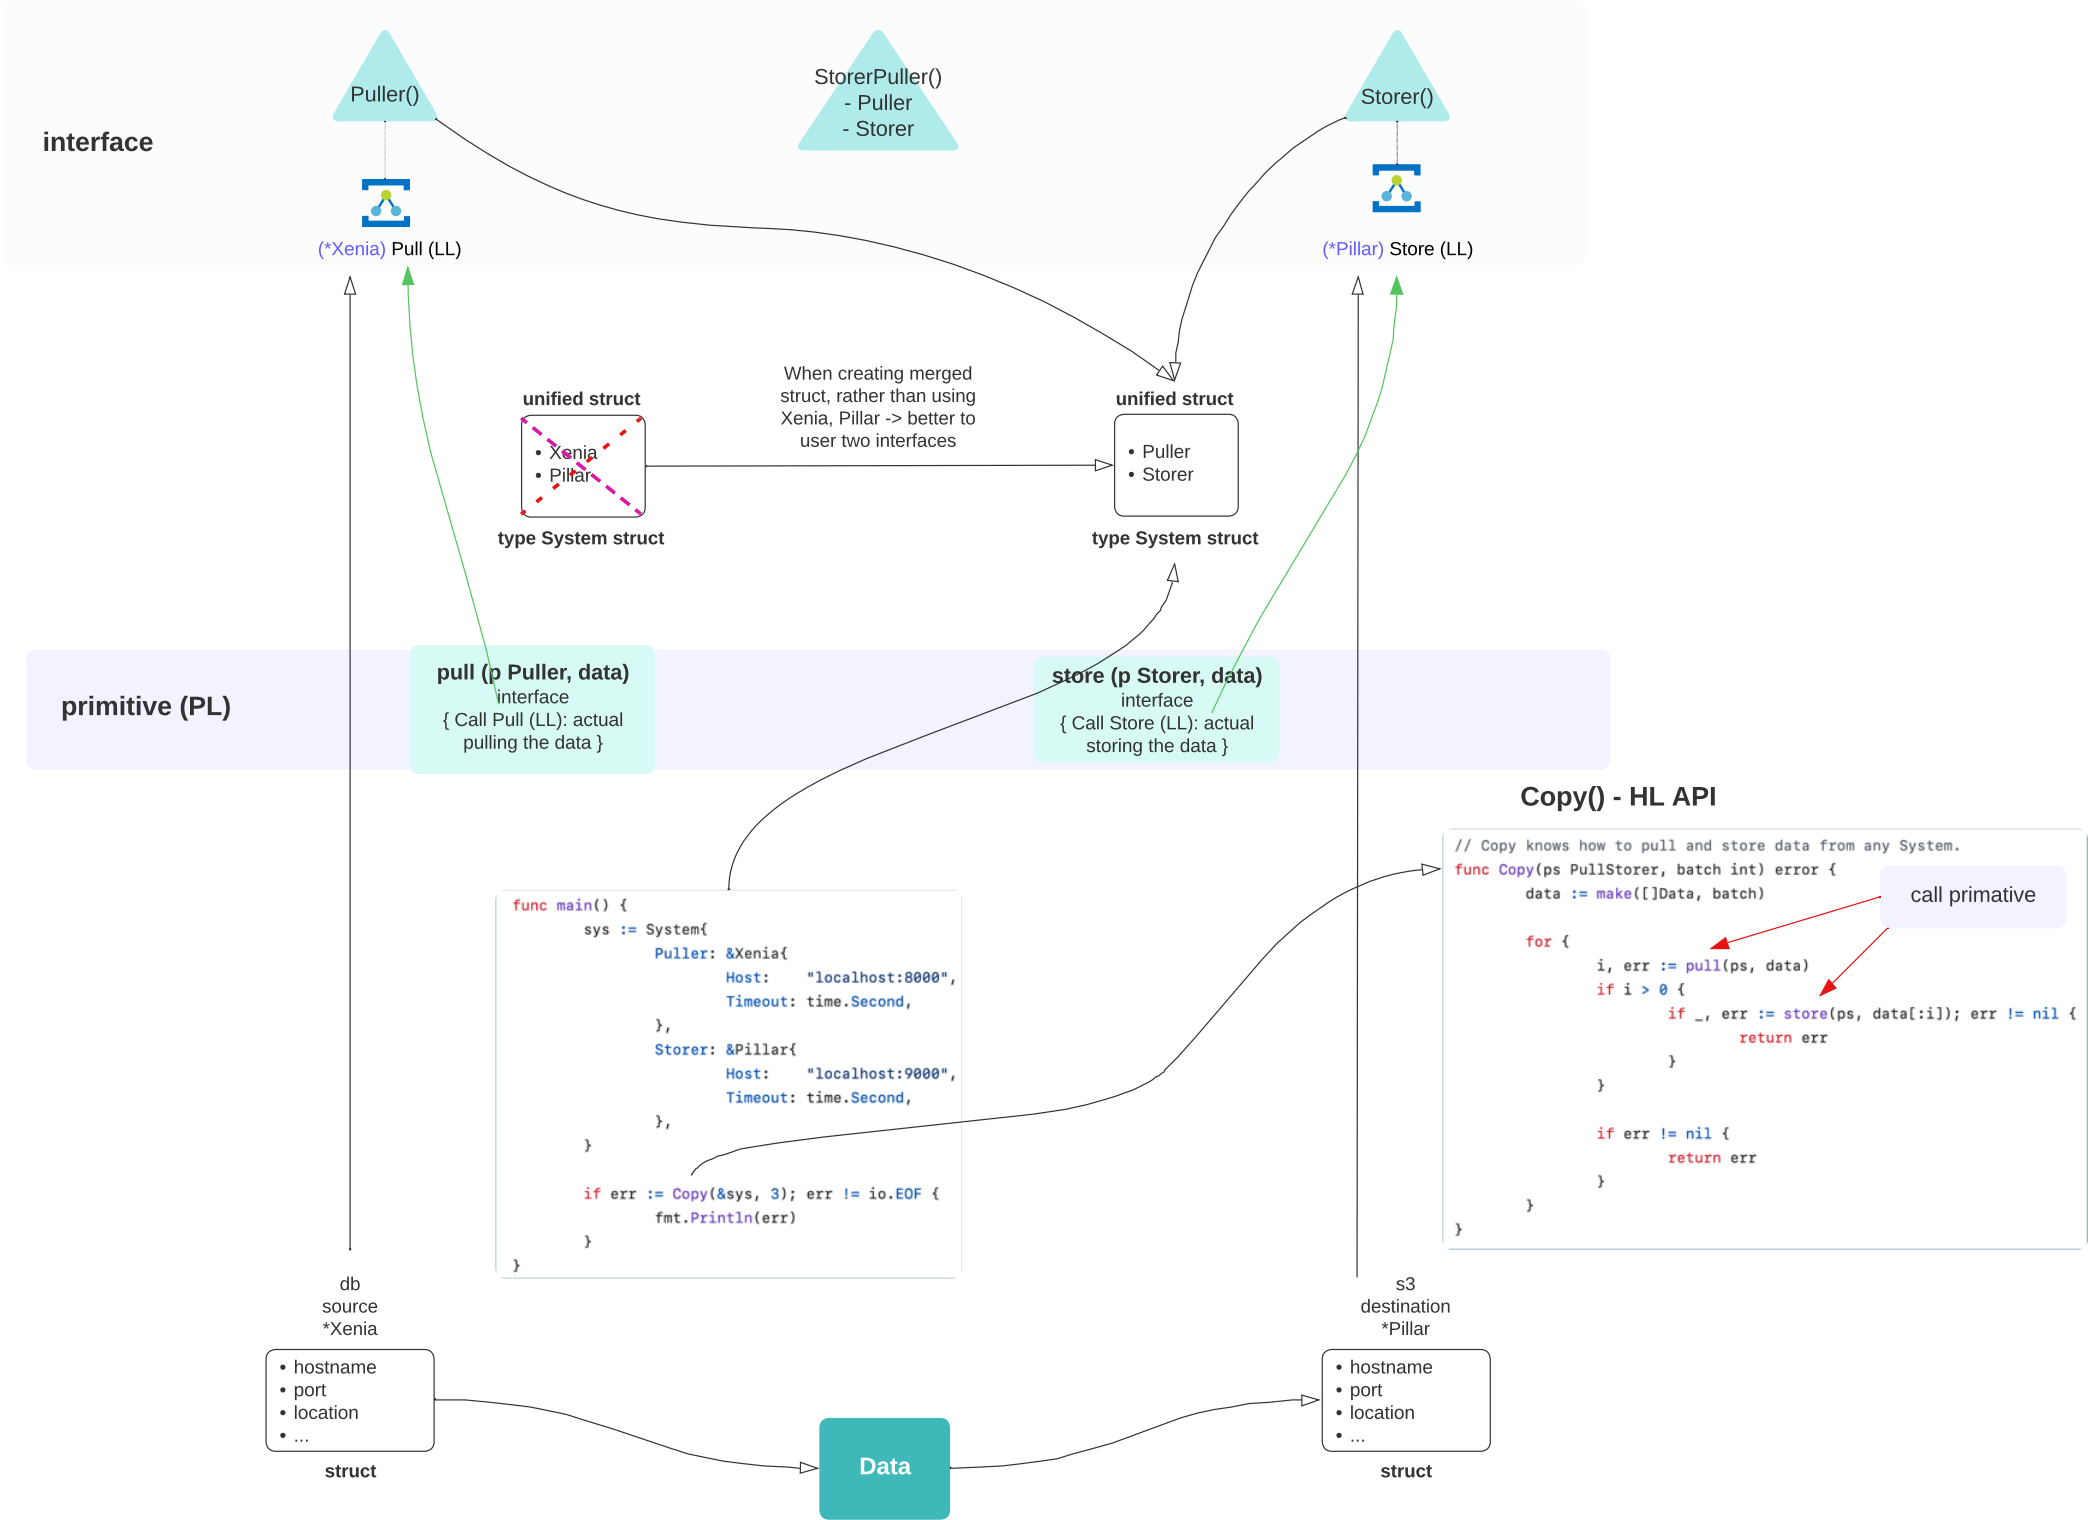 Puller()
StorerPuller()
- Puller
- Storer
Storer()
interface
(*Xenia) Pull (LL)
(*Pillar) Store (LL)
When creating merged
struct, rather than using
Xenia, Pillar -> better to
user two interfaces
unified struct
• Xenia
• Pillar
type System struct
unified struct
• Puller
• Storer
type System struct
primitive (PL)
pull (p Puller, data)
interface
{ Call Pull (LL): actual
pulling the data }
store (p Storer, data)
interface
{ Call Store (LL): actual
storing the data }
Copy() - HL API
// Copy knows how to pull and store data from any System.
func Copy(ps PullStorer, batch int) error {
data := make([]Data, batch)
for {
i, err := pull(ps, data)
if i > 0 {
if _, err := store(ps, data[:i]); err != nil {
return err
}
}
if err != nil {
return err
}
}
}
call primative
func main() {
sys := System{
Puller: &Xenia{
Host: "localhost:8000",
Timeout: time.Second,
},
Storer: &Pillar{
Host: "localhost:9000",
Timeout: time.Second,
},
}
if err := Copy(&sys, 3); err != io.EOF {
fmt.Println(err)
}
}
db
source
*Xenia
• hostname
• port
• location
• ...
struct
Data
s3
destination
*Pillar
• hostname
• port
• location
• ...
struct